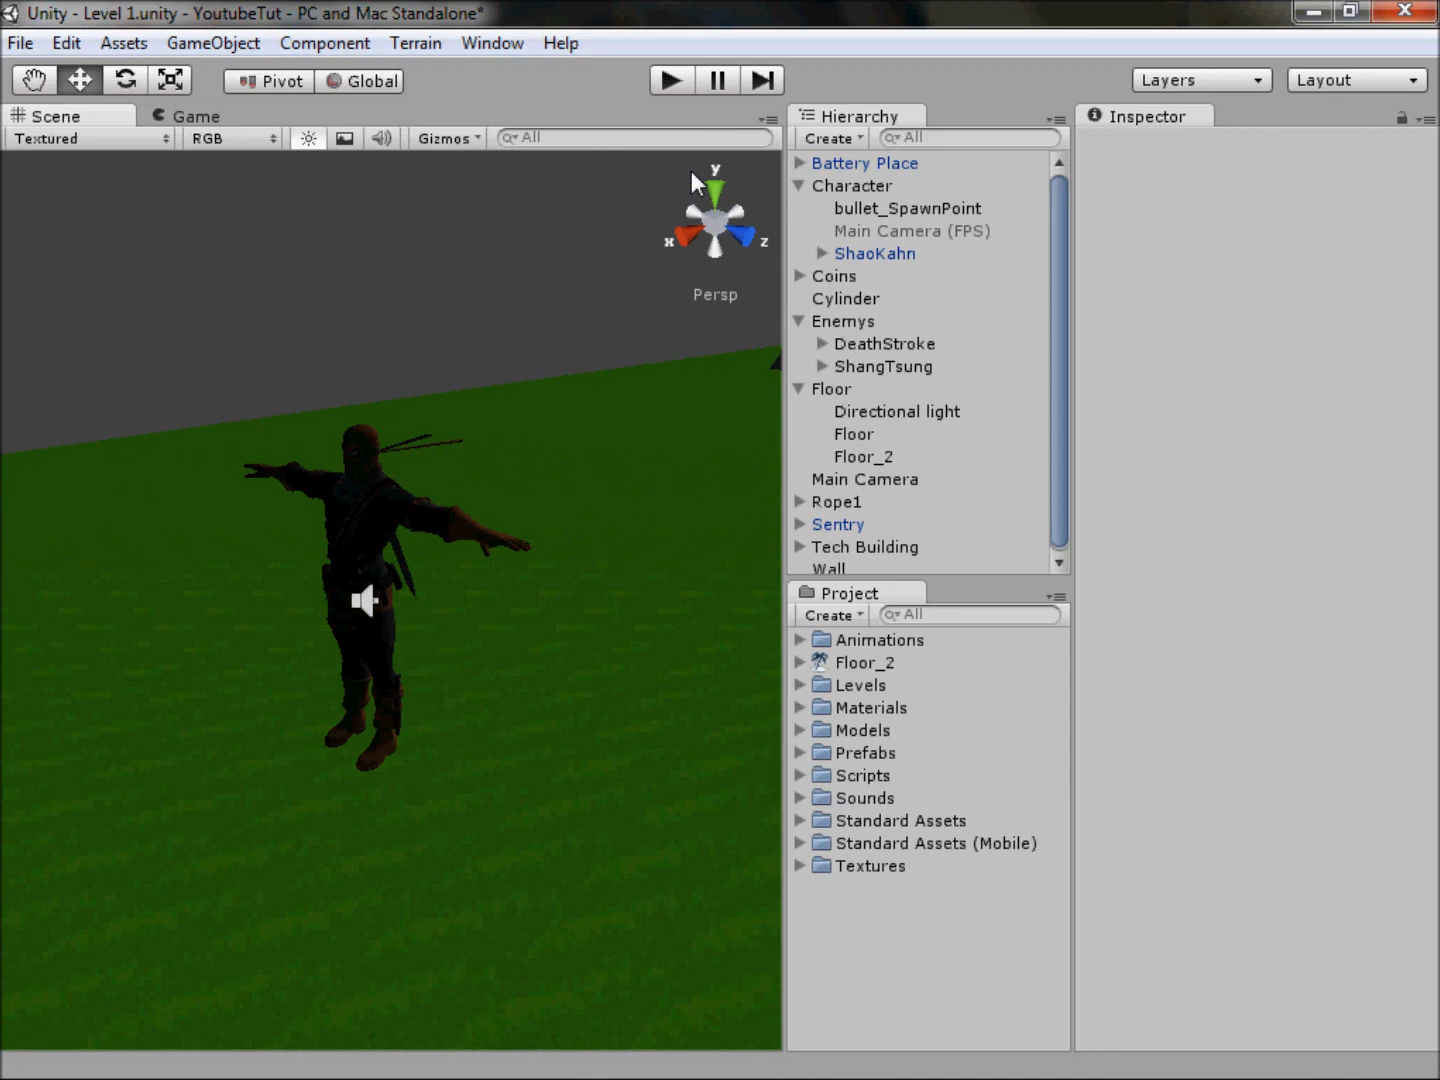 Unity - Level 1.unity - YoutubeTut - PC and Mac Standalone*
File Edit Assets GameObject Component Terrain Window Help
Pivot Global Layers Layout
Scene Game
Textured RGB Gizmos All
y
x z
Persp
Hierarchy
Create All
Battery Place
Character
bullet_SpawnPoint
Main Camera (FPS)
ShaoKahn
Coins
Cylinder
Enemys
DeathStroke
ShangTsung
Floor
Directional light
Floor
Floor_2
Main Camera
Rope1
Sentry
Tech Building
Wall
Project
Create All
Animations
Floor_2
Levels
Materials
Models
Prefabs
Scripts
Sounds
Standard Assets
Standard Assets (Mobile)
Textures
Inspector